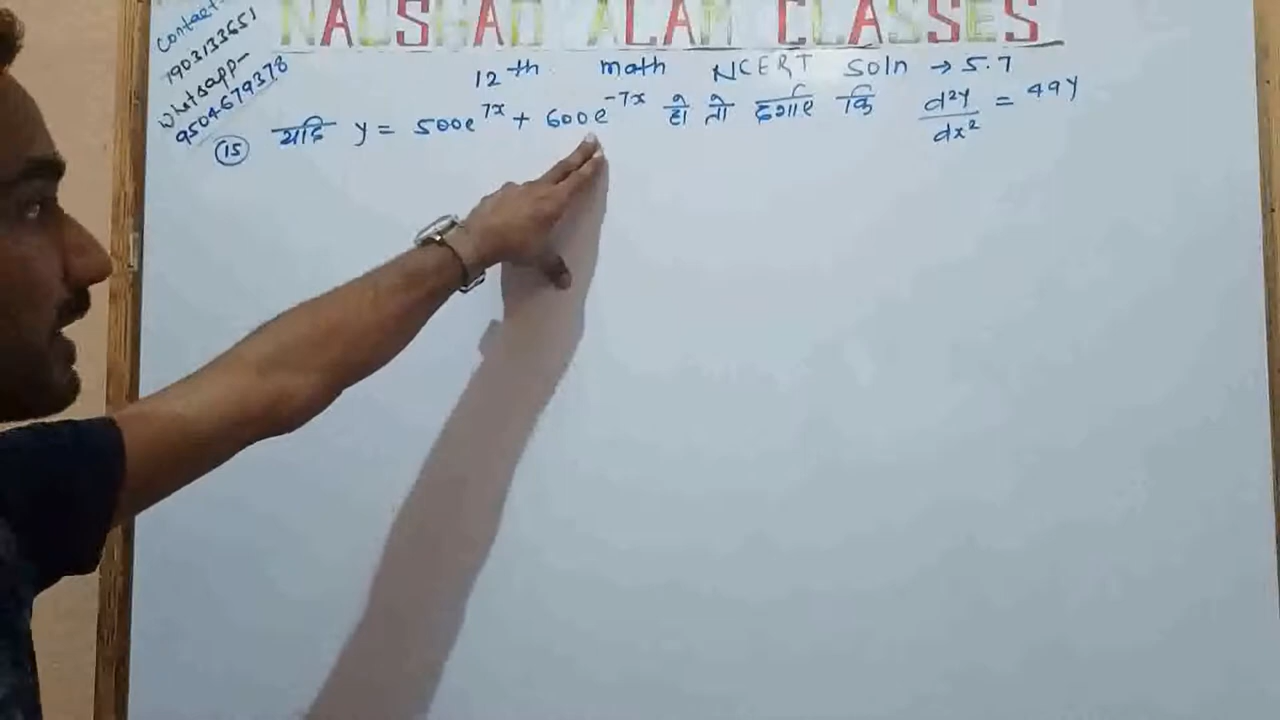 NAUSHAD ALAM CLASSES
Contact-
7903133651
Whatsapp-
9504679378
12th math NCERT Soln → 5.7
(15) यदि y = 500e^7x + 600e^-7x हो तो दर्शाए कि d²y/dx² = 49y